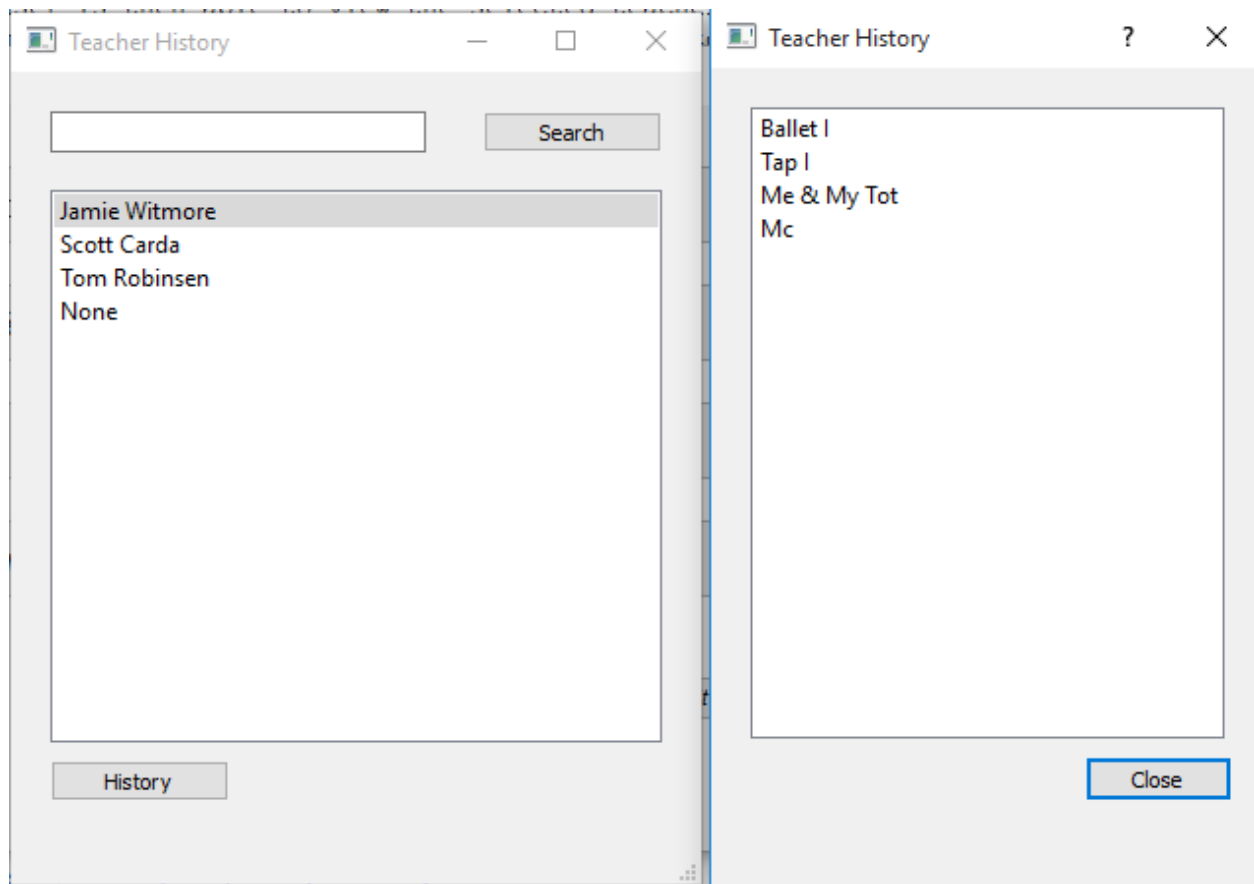 Teacher History
Search
Jamie Witmore
Scott Carda
Tom Robinsen
None
History
Teacher History
?
Ballet I
Tap I
Me & My Tot
Mc
Close